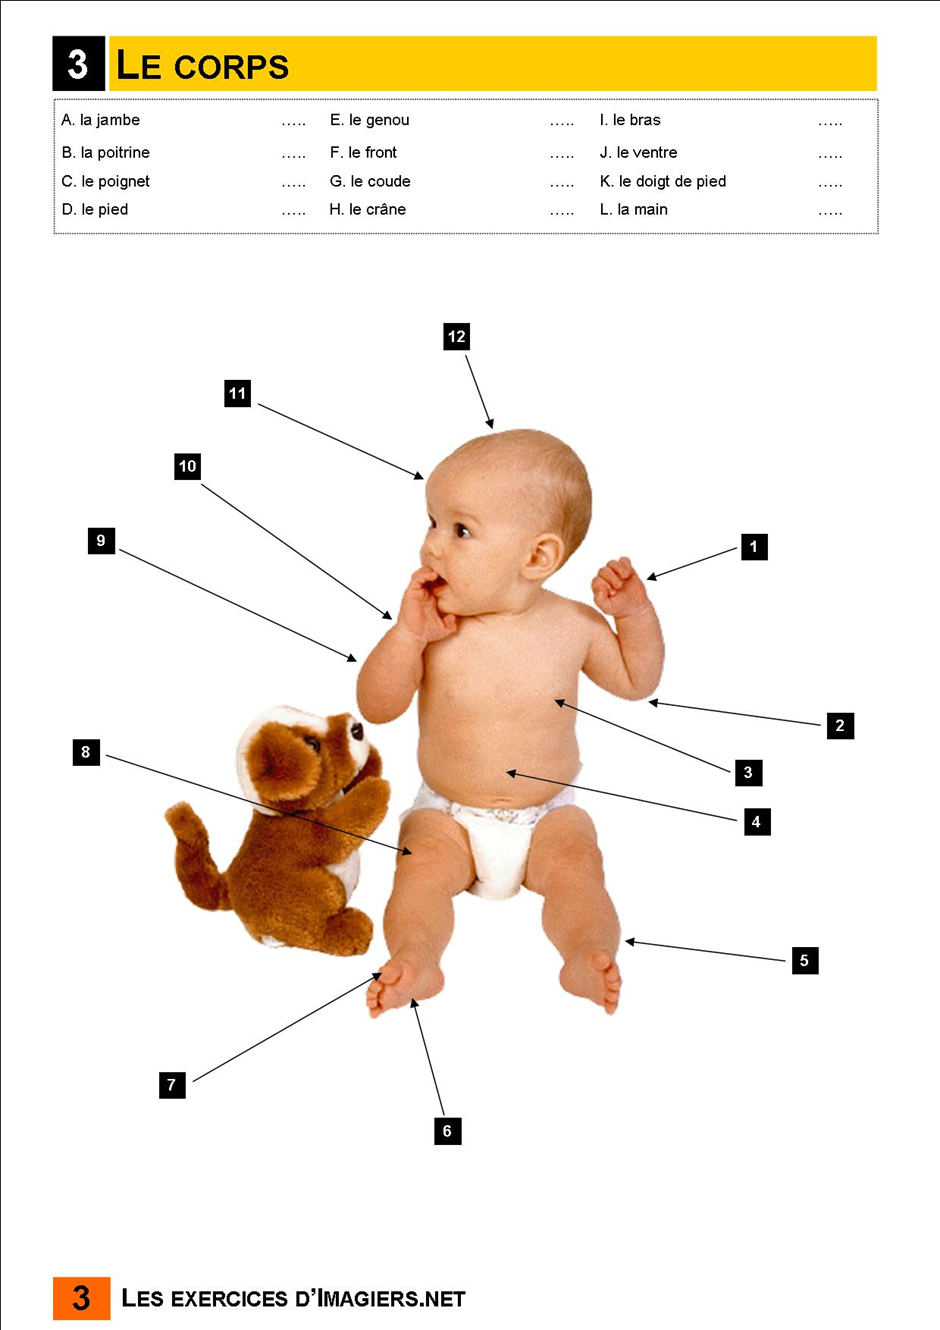 3 LE CORPS
A. la jambe ..... E. le genou ..... I. le bras .....
B. la poitrine ..... F. le front ..... J. le ventre .....
C. le poignet ..... G. le coude ..... K. le doigt de pied .....
D. le pied ..... H. le crâne ..... L. la main .....
12
11
10
9
1
2
8
3
4
5
7
6
3 LES EXERCICES D'IMAGIERS.NET